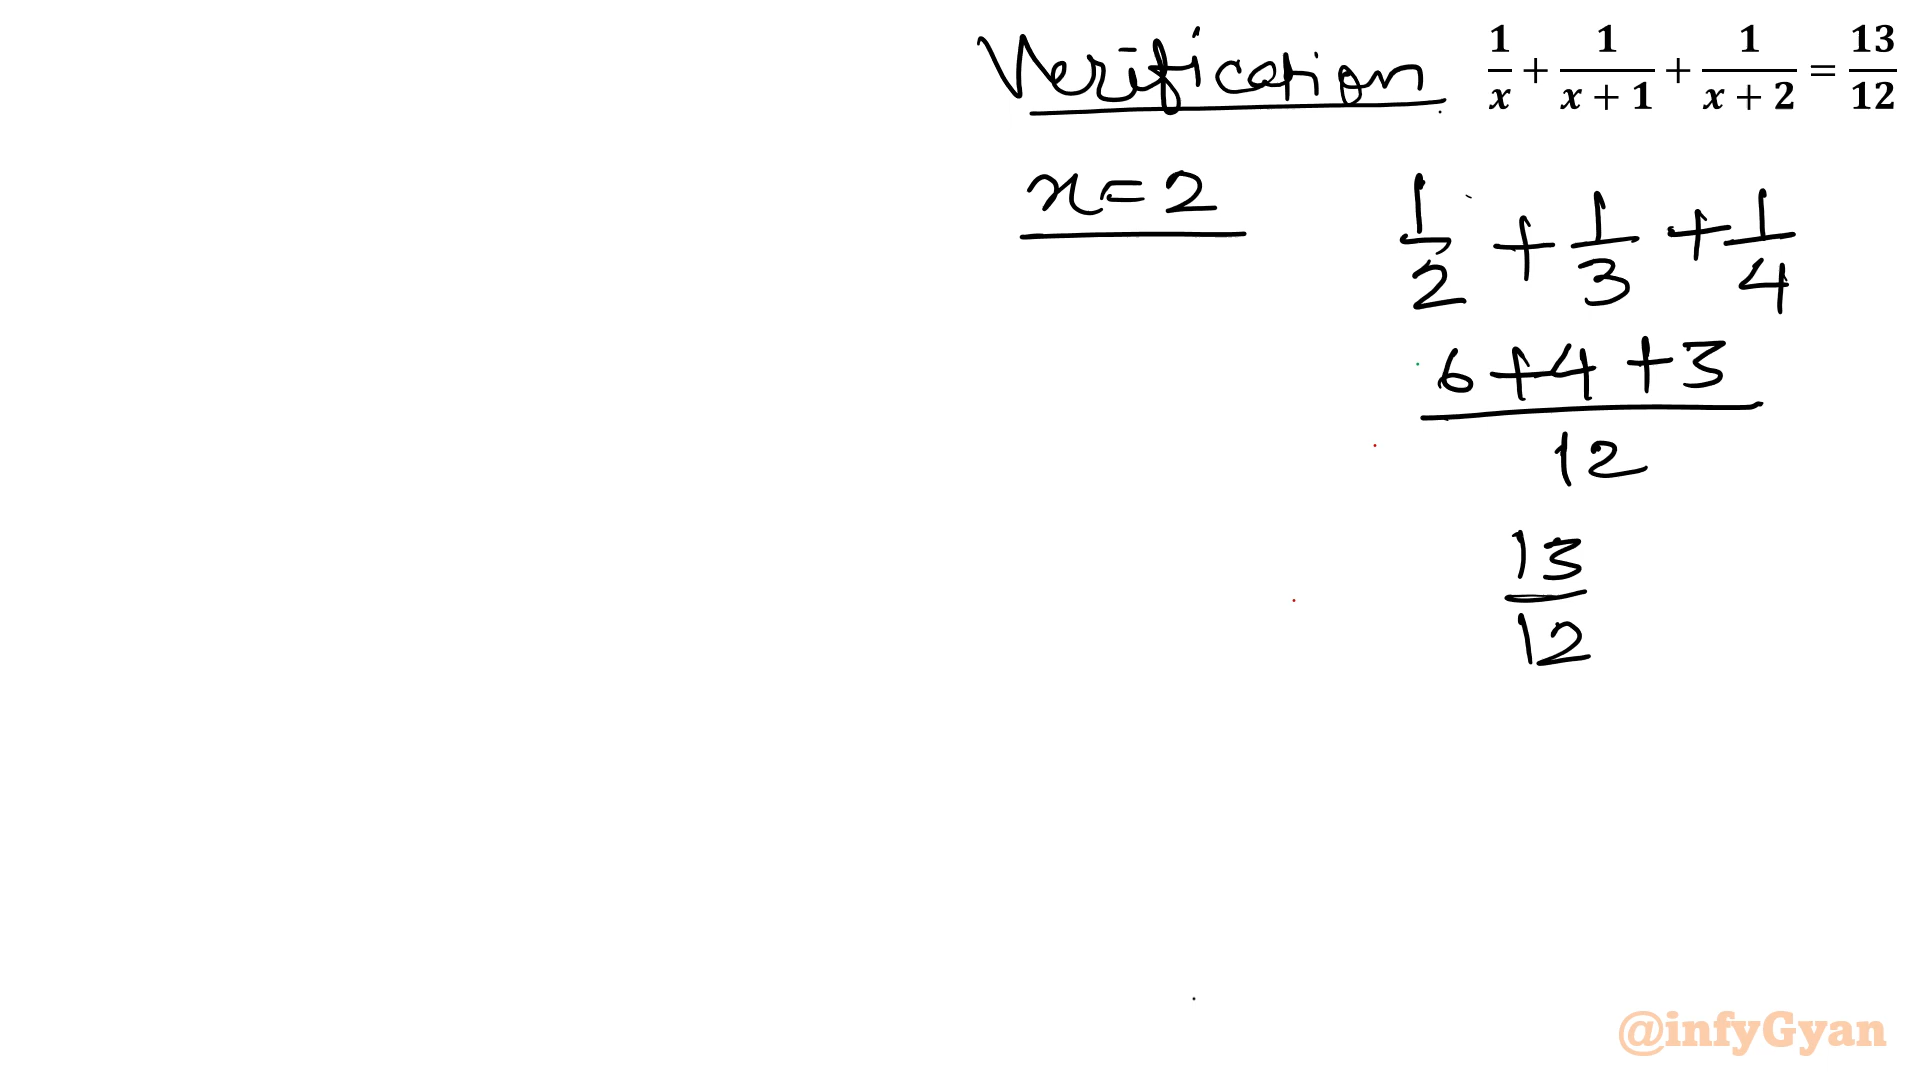 Verification
1/x + 1/(x + 1) + 1/(x + 2) = 13/12
x = 2
1/2 + 1/3 + 1/4
(6 + 4 + 3)/12
13/12
@infyGyan